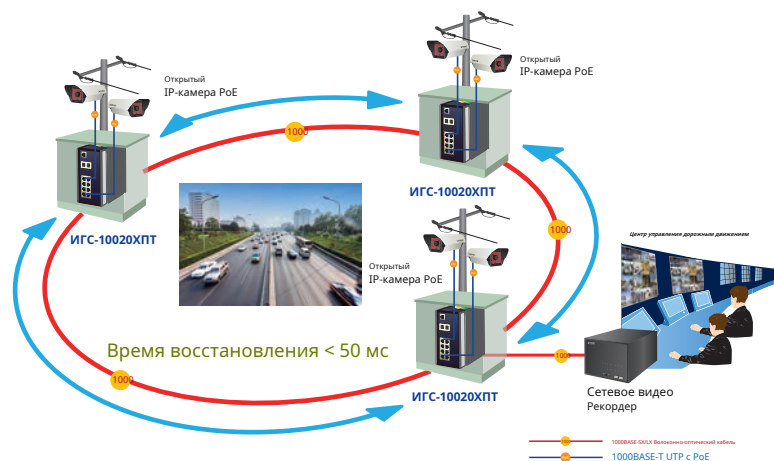 Открытый
IP-камера PoE
Открытый
IP-камера PoE
1000
ИГС-10020ХПТ
ИГС-10020ХПТ
1000
Центр управления дорожным движением
Открытый
IP-камера PoE
Время восстановления < 50 мс
1000
1000
Сетевое видео
Рекордер
ИГС-10020ХПТ
1000BASE-SX/LX Волоконно-оптический кабель
1000BASE-T UTP с PoE